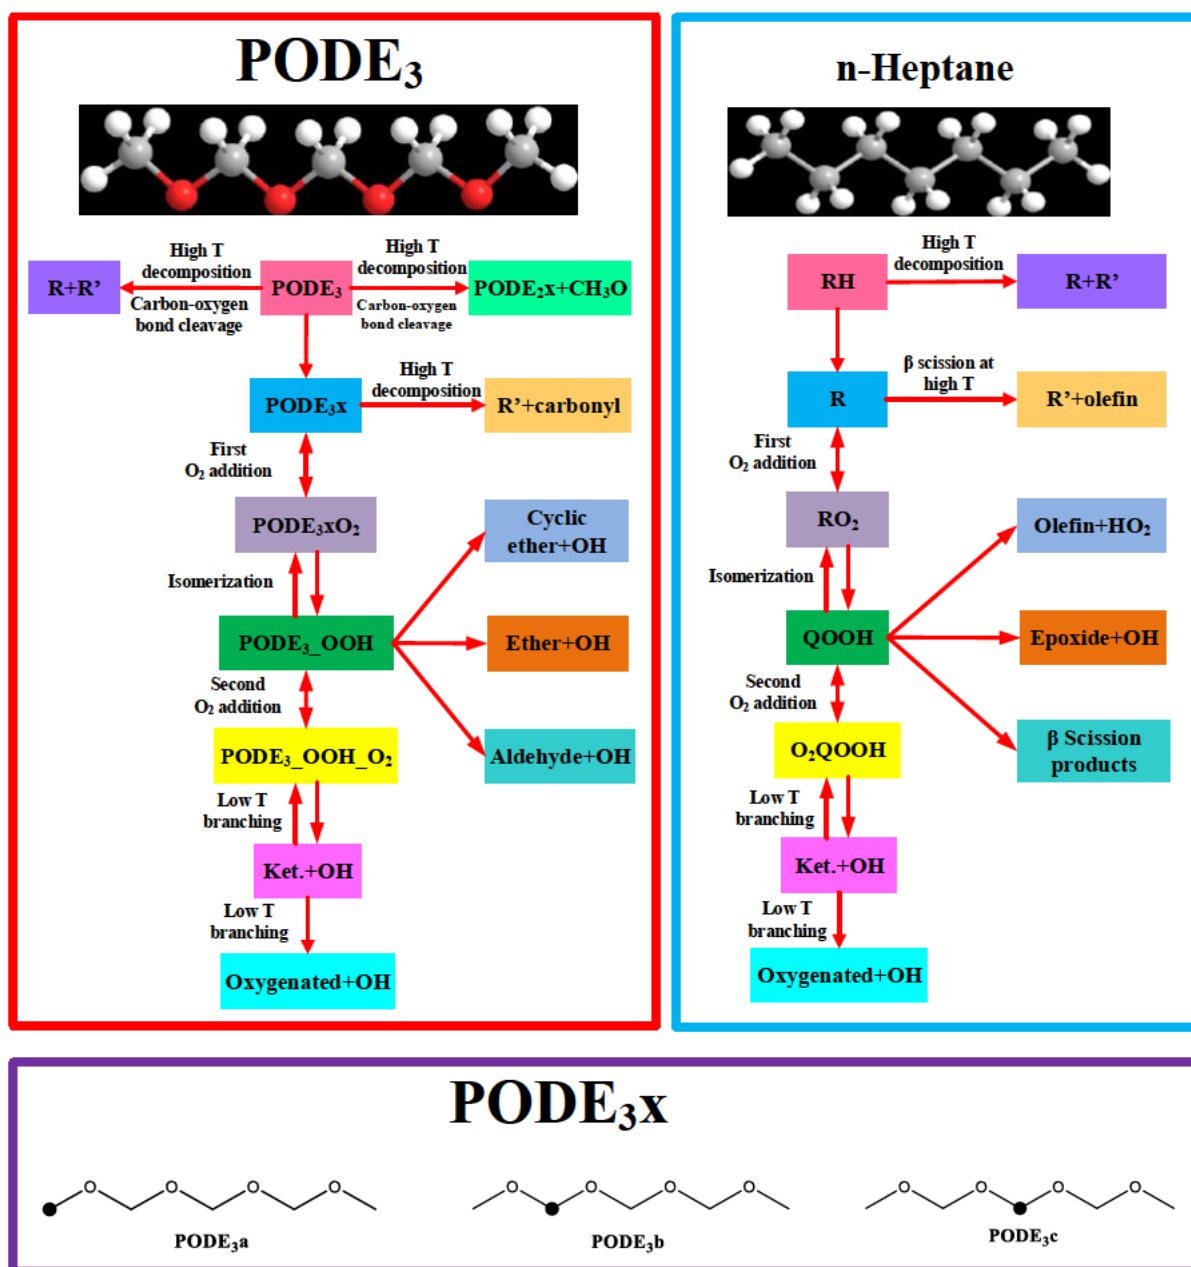 PODE₃
High T
decomposition
High T
decomposition
R+R’
PODE₃
PODE₂x+CH₃O
Carbon-oxygen
bond cleavage
Carbon-oxygen
bond cleavage
High T
decomposition
PODE₃x
R’+carbonyl
First
O₂ addition
PODE₃xO₂
Cyclic
ether+OH
Isomerization
PODE₃_OOH
Ether+OH
Second
O₂ addition
PODE₃_OOH_O₂
Aldehyde+OH
Low T
branching
Ket.+OH
Low T
branching
Oxygenated+OH
n-Heptane
High T
decomposition
RH
R+R’
β scission at
high T
R
R’+olefin
First
O₂ addition
RO₂
Olefin+HO₂
Isomerization
QOOH
Epoxide+OH
Second
O₂ addition
O₂QOOH
β Scission
products
Low T
branching
Ket.+OH
Low T
branching
Oxygenated+OH
PODE₃x
O O O O
PODE₃a
O O O O
PODE₃b
O O O O
PODE₃c